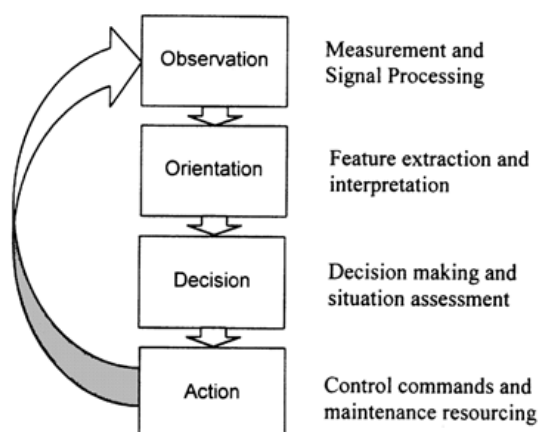 Observation
Measurement and
Signal Processing
Orientation
Feature extraction and
interpretation
Decision
Decision making and
situation assessment
Action
Control commands and
maintenance resourcing